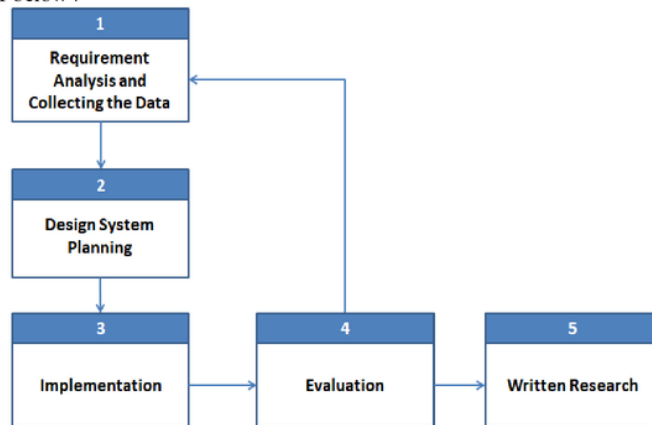 1
Requirement
Analysis and
Collecting the Data
2
Design System
Planning
3
Implementation
4
Evaluation
5
Written Research